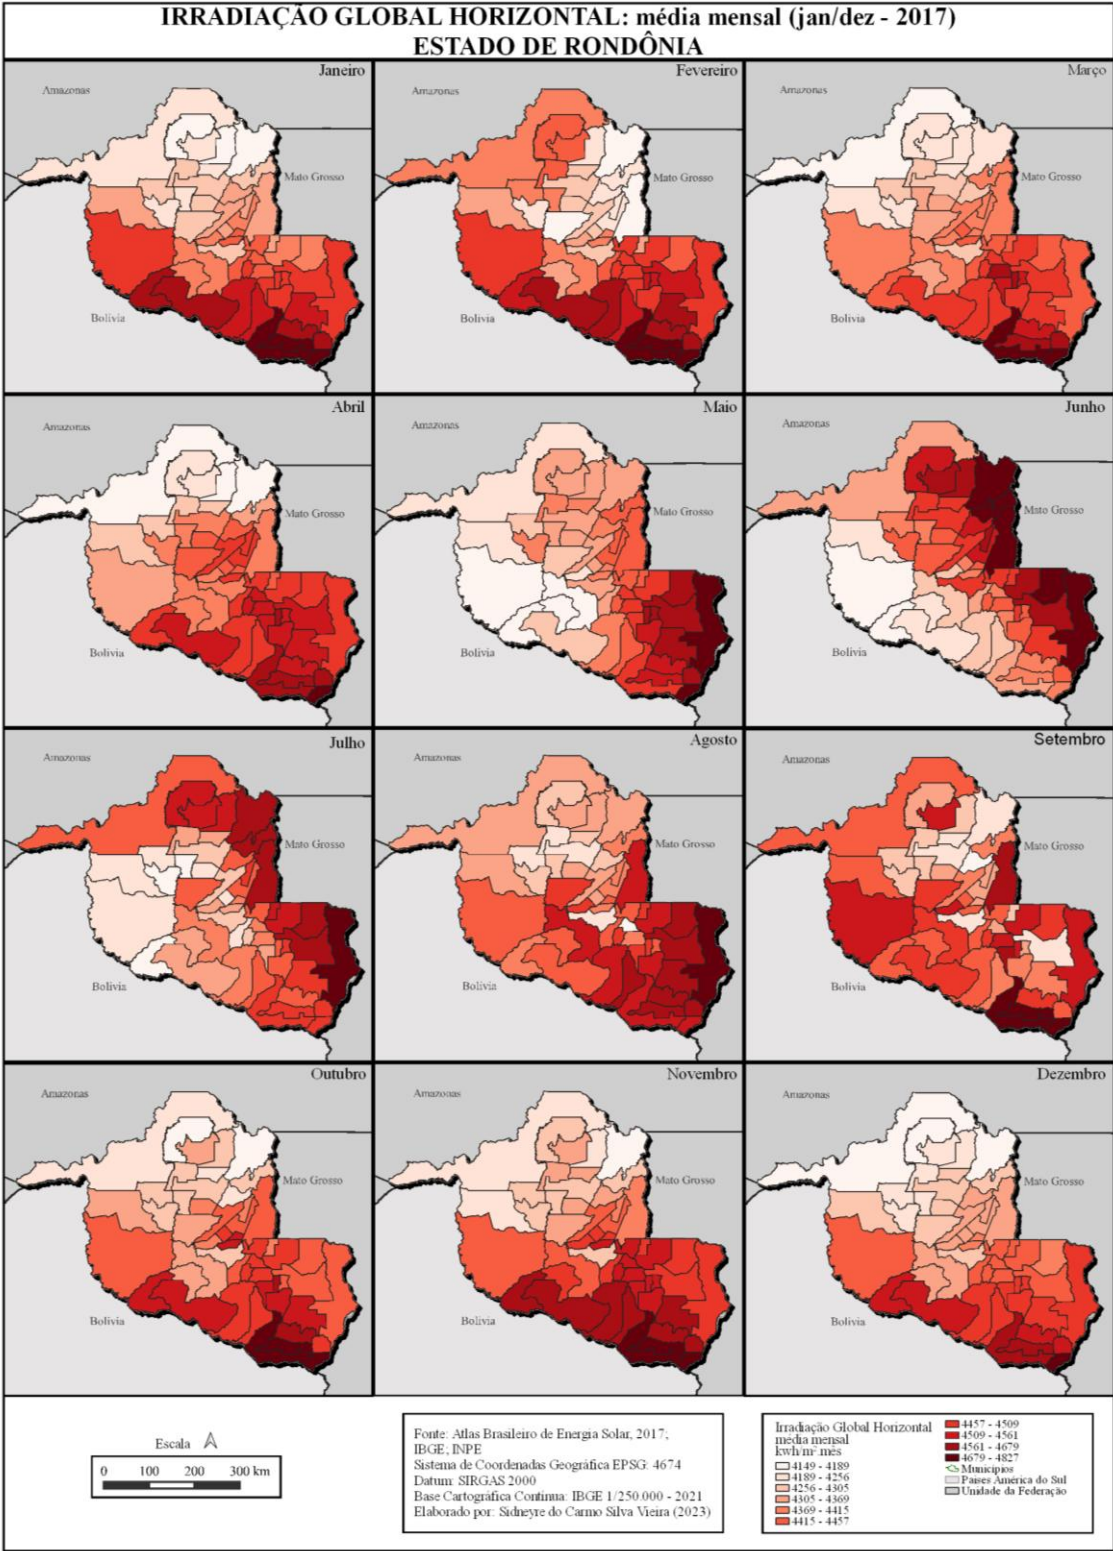 IRRADIAÇÃO GLOBAL HORIZONTAL: média mensal (jan/dez - 2017)
ESTADO DE RONDÔNIA
Janeiro
Amazonas
Mato Grosso
Bolívia
Fevereiro
Amazonas
Mato Grosso
Bolívia
Março
Amazonas
Mato Grosso
Bolívia
Abril
Amazonas
Mato Grosso
Bolívia
Maio
Amazonas
Mato Grosso
Bolívia
Junho
Amazonas
Mato Grosso
Bolívia
Julho
Amazonas
Mato Grosso
Bolívia
Agosto
Amazonas
Mato Grosso
Bolívia
Setembro
Amazonas
Mato Grosso
Bolívia
Outubro
Amazonas
Mato Grosso
Bolívia
Novembro
Amazonas
Mato Grosso
Bolívia
Dezembro
Amazonas
Mato Grosso
Bolívia
Escala
0 100 200 300 km
Fonte: Atlas Brasileiro de Energia Solar, 2017;
IBGE; INPE
Sistema de Coordenadas Geográfica EPSG: 4674
Datum: SIRGAS 2000
Base Cartográfica Contínua: IBGE 1/250.000 - 2021
Elaborado por: Sidneyre do Carmo Silva Vieira (2023)
Irradiação Global Horizontal
média mensal
kwh/m².mês
4149 - 4189
4189 - 4256
4256 - 4305
4305 - 4369
4369 - 4415
4415 - 4457
4457 - 4509
4509 - 4561
4561 - 4679
4679 - 4827
Municípios
Países América do Sul
Unidade da Federação